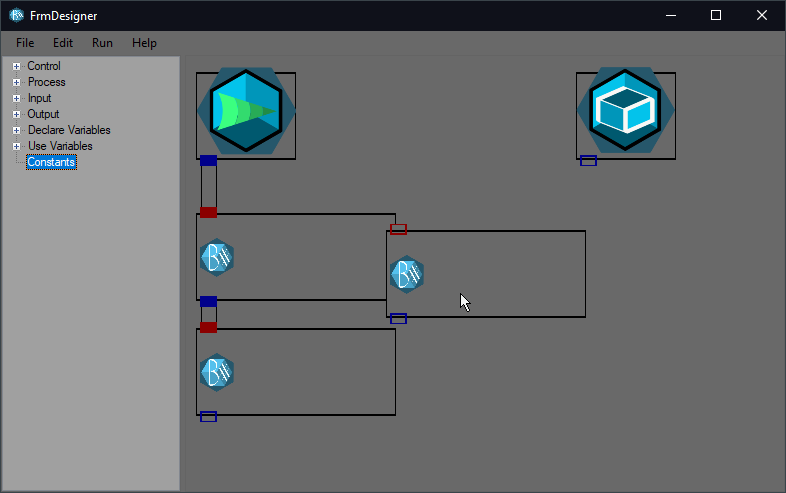 FrmDesigner
File Edit Run Help
Control
Process
Input
Output
Declare Variables
Use Variables
Constants